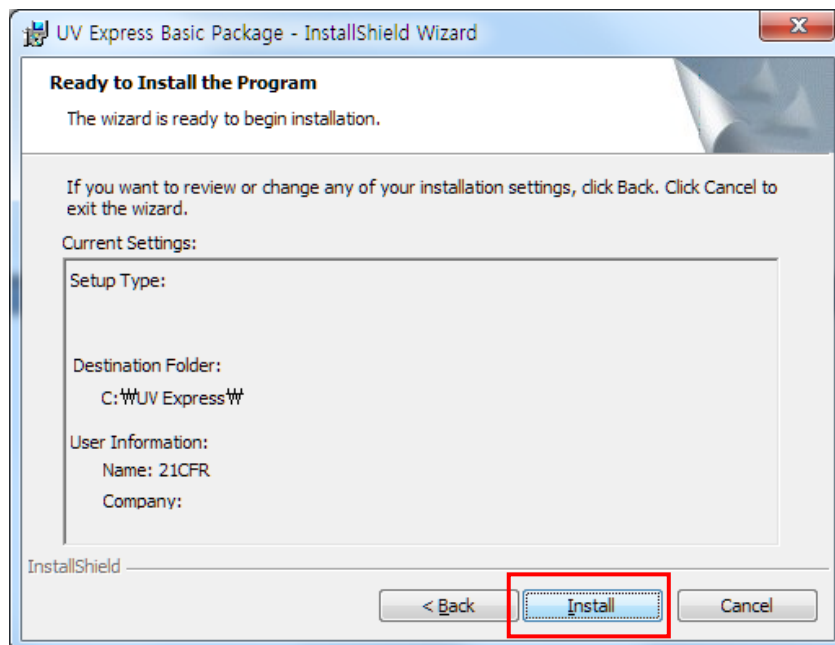 UV Express Basic Package - InstallShield Wizard
Ready to Install the Program
The wizard is ready to begin installation.
If you want to review or change any of your installation settings, click Back. Click Cancel to
exit the wizard.
Current Settings:
Setup Type:
Destination Folder:
C:₩UV Express₩
User Information:
Name: 21CFR
Company:
InstallShield
< Back
Install
Cancel